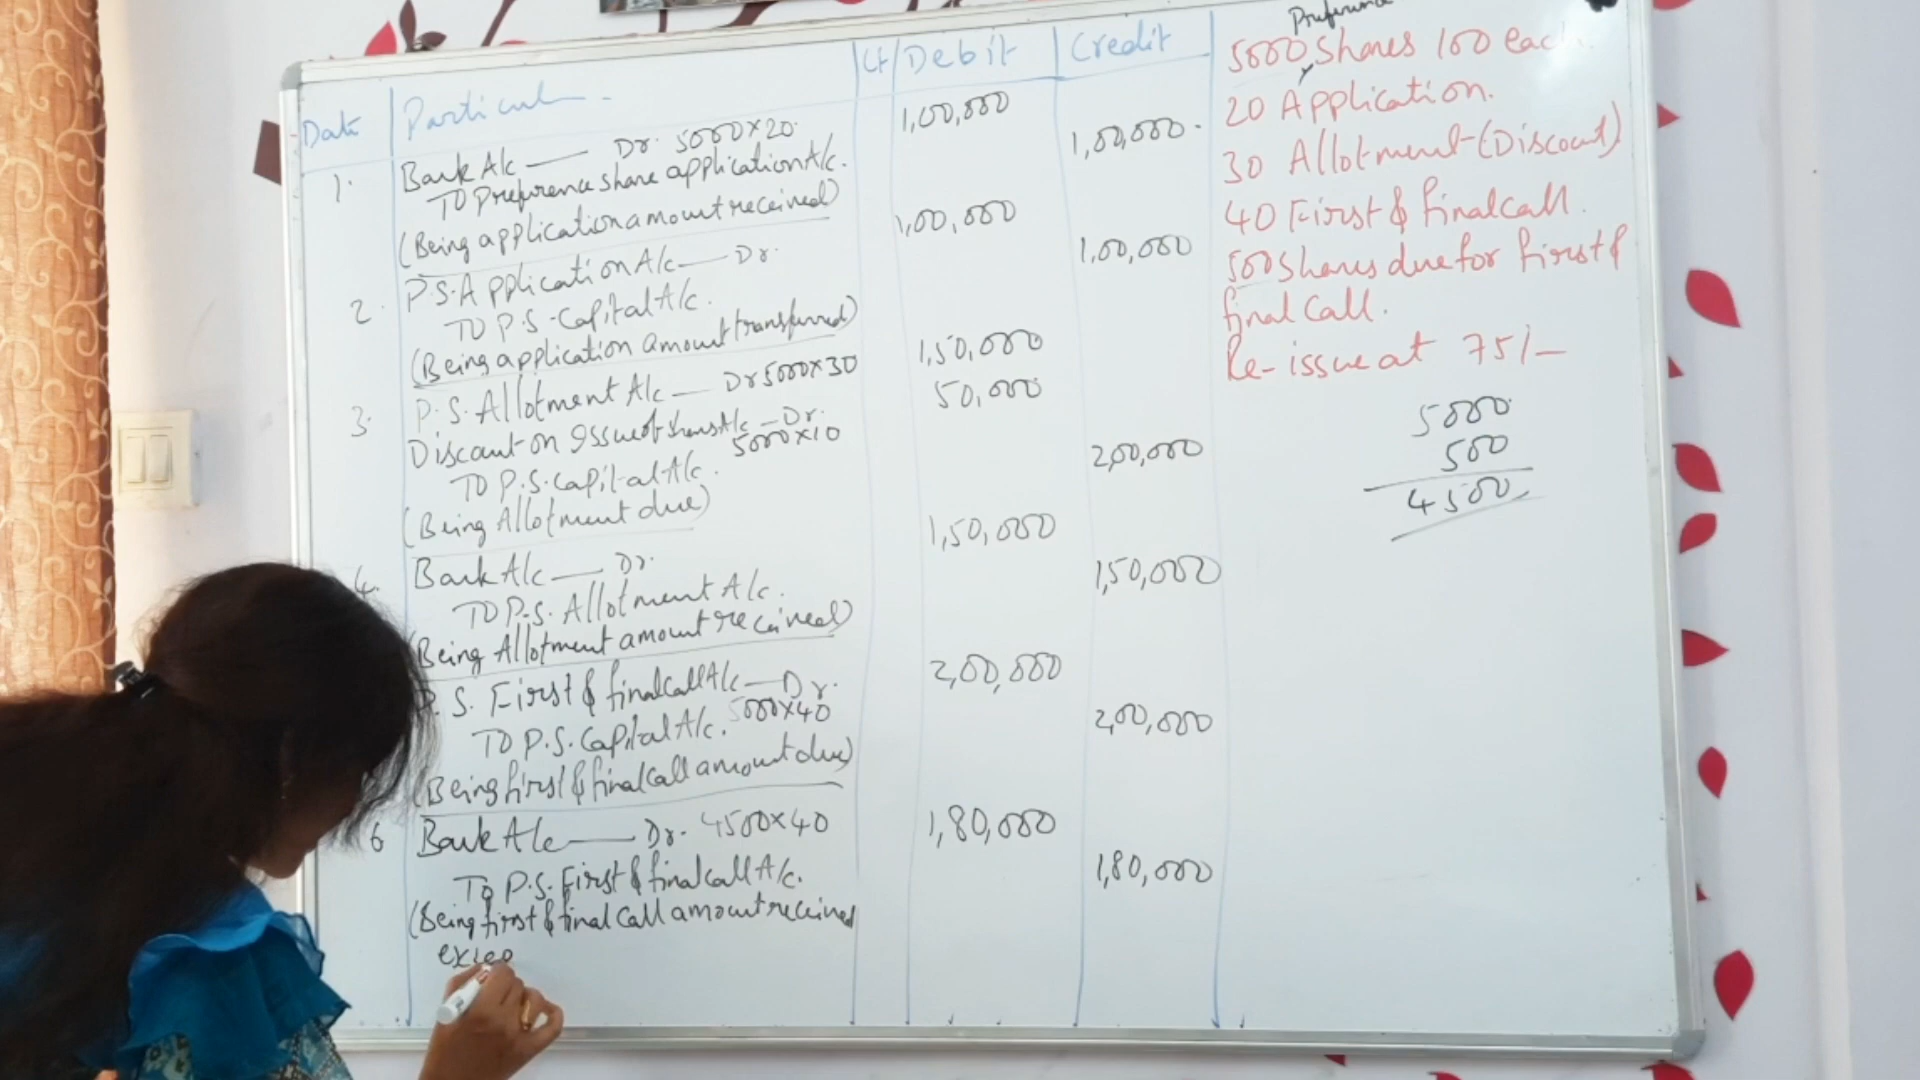 Date Particul L4 Debit Credit
1. Bank A/c — Dr. 5000×20. 1,00,000
To Preference share application A/c. 1,00,000.
(Being application amount received)
2. P.S. Application A/c — Dr. 1,00,000
To P.S. Capital A/c. 1,00,000
(Being application amount transferred)
3. P.S. Allotment A/c — Dr 5000×30 1,50,000
Discount on Issue of shares A/c — Dr. 50,000
5000×10
To P.S. Capital A/c. 2,00,000
(Being Allotment due)
4. Bank A/c — Dr. 1,50,000
To P.S. Allotment A/c. 1,50,000
(Being Allotment amount received)
P.S. First & final call A/c — Dr. 2,00,000
5000×40
To P.S. Capital A/c. 2,00,000
(Being first & final call amount due)
6 Bank A/c — Dr. 4500×40 1,80,000
To P.S. First & final call A/c. 1,80,000
(Being first & final call amount received
excep
Preference
5000 shares 100 each.
20 Application.
30 Allotment-(Discount)
40 First & final call.
500 shares due for first &
final call.
Re-issue at 75/—
5000
500
4500